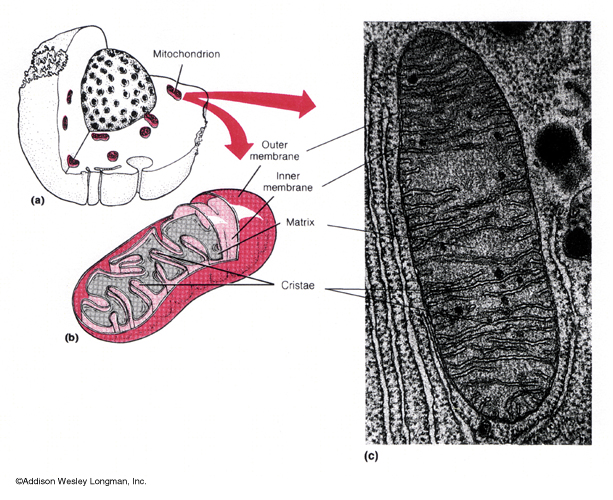 Mitochondrion
(a)
Outer
membrane
Inner
membrane
Matrix
Cristae
(b)
(c)
©Addison Wesley Longman, Inc.